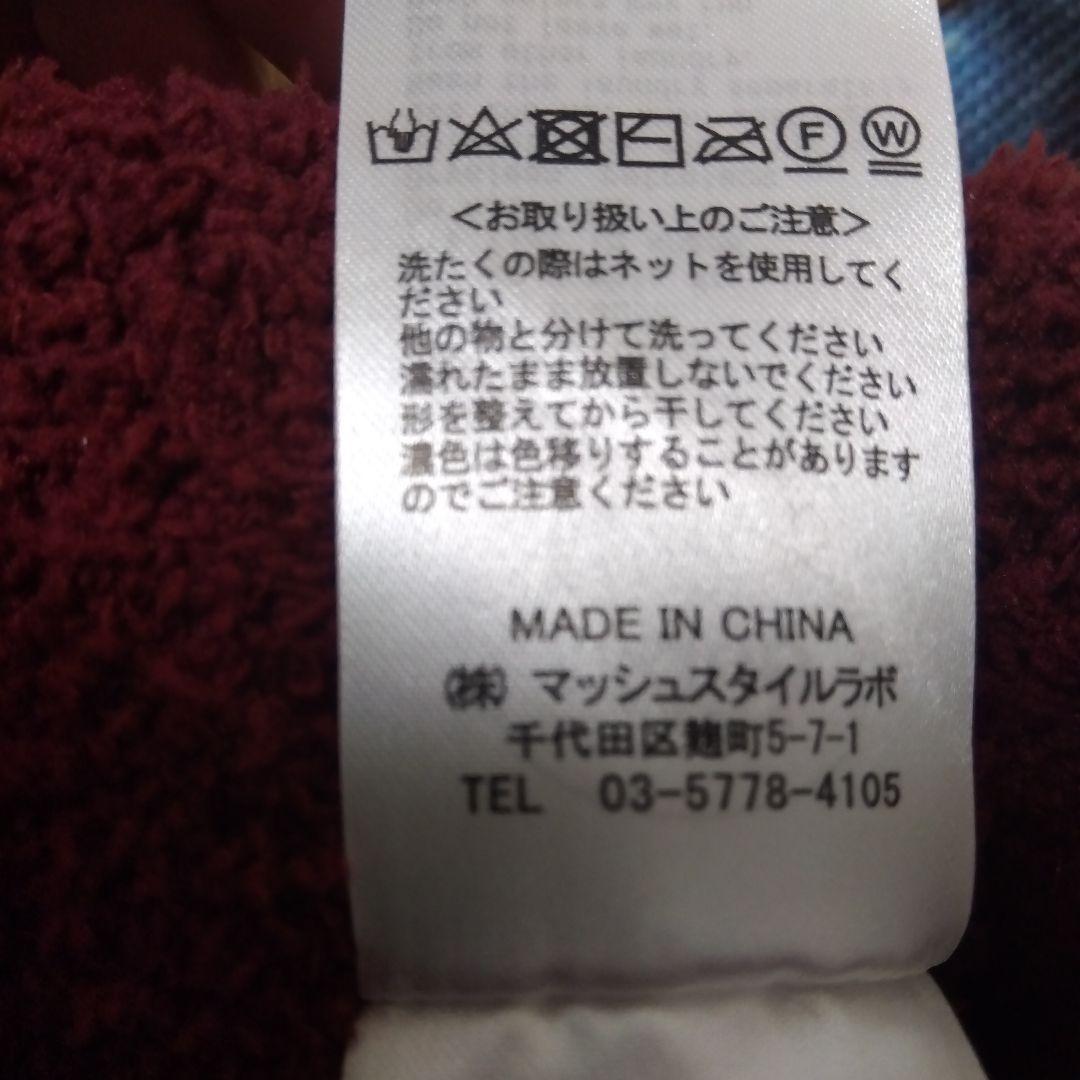 F W
<お取り扱い上のご注意>
洗たくの際はネットを使用してく
ださい
他の物と分けて洗ってください
濡れたまま放置しないでください
形を整えてから干してください
濃色は色移りすることがあります
のでご注意ください
MADE IN CHINA
(株) マッシュスタイルラボ
千代田区麹町5-7-1
TEL 03-5778-4105